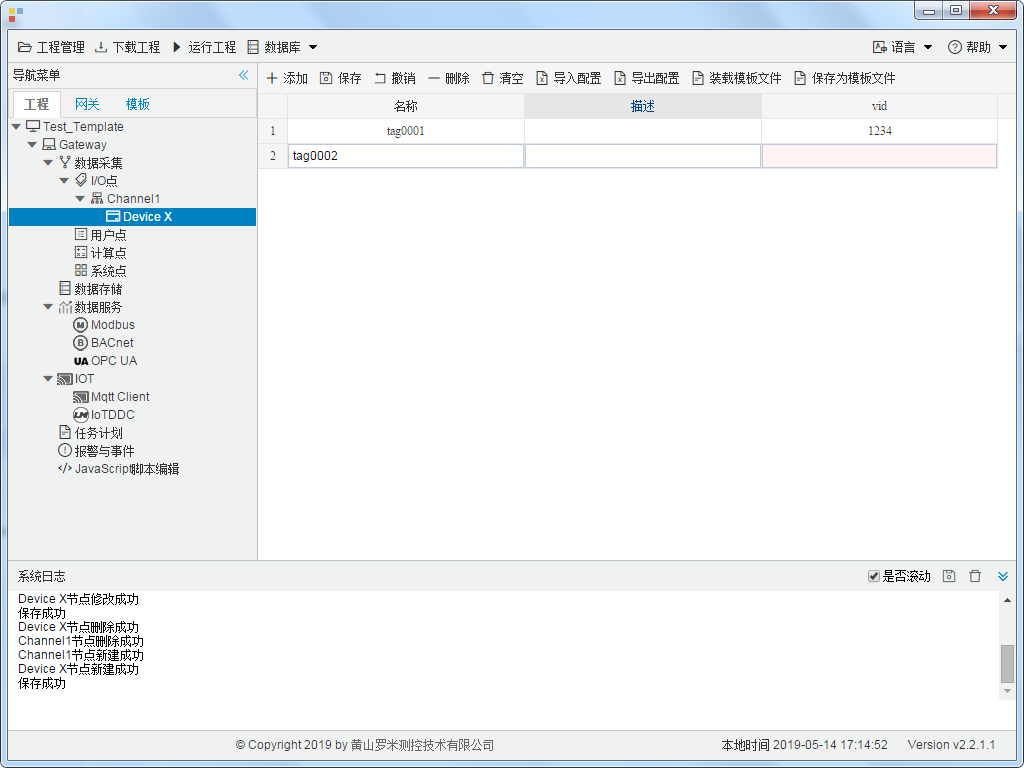 工程管理 下载工程 运行工程 数据库 语言 帮助
导航菜单
添加 保存 撤销 删除 清空 导入配置 导出配置 装载模板文件 保存为模板文件
工程 网关 模板
名称 描述 vid
1 tag0001 1234
2 tag0002
Test_Template
Gateway
数据采集
I/O点
Channel1
Device X
用户点
计算点
系统点
数据存储
数据服务
M Modbus
B BACnet
UA OPC UA
IOT
Mqtt Client
IoTDDC
任务计划
报警与事件
JavaScript脚本编辑
系统日志 是否滚动
Device X节点修改成功
保存成功
Device X节点删除成功
Channel1节点删除成功
Channel1节点新建成功
Device X节点新建成功
保存成功
© Copyright 2019 by 黄山罗米测控技术有限公司 本地时间 2019-05-14 17:14:52 Version v2.2.1.1